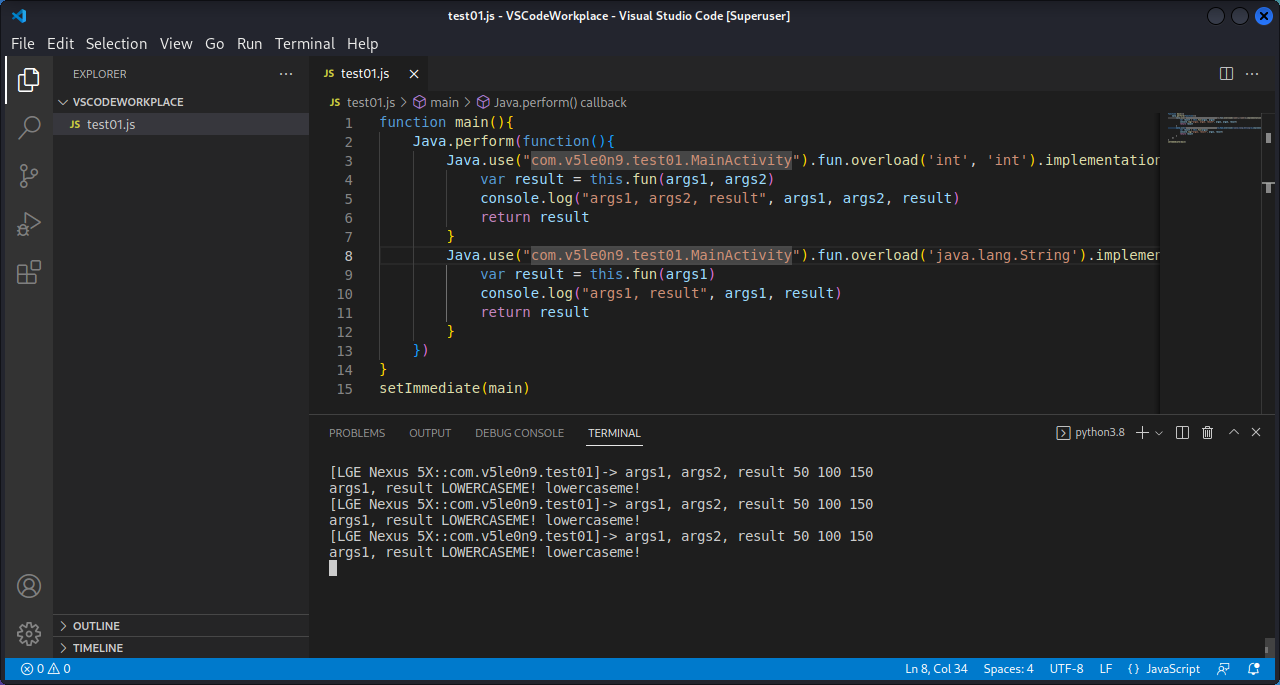 test01.js - VSCodeWorkplace - Visual Studio Code [Superuser]
File Edit Selection View Go Run Terminal Help
EXPLORER
VSCODEWORKPLACE
JS test01.js
JS test01.js
JS test01.js > main > Java.perform() callback
1 function main(){
2 Java.perform(function(){
3 Java.use("com.v5le0n9.test01.MainActivity").fun.overload('int', 'int').implementation
4 var result = this.fun(args1, args2)
5 console.log("args1, args2, result", args1, args2, result)
6 return result
7 }
8 Java.use("com.v5le0n9.test01.MainActivity").fun.overload('java.lang.String').implemen
9 var result = this.fun(args1)
10 console.log("args1, result", args1, result)
11 return result
12 }
13 })
14 }
15 setImmediate(main)
PROBLEMS OUTPUT DEBUG CONSOLE TERMINAL
python3.8
[LGE Nexus 5X::com.v5le0n9.test01]-> args1, args2, result 50 100 150
args1, result LOWERCASEME! lowercaseme!
[LGE Nexus 5X::com.v5le0n9.test01]-> args1, args2, result 50 100 150
args1, result LOWERCASEME! lowercaseme!
[LGE Nexus 5X::com.v5le0n9.test01]-> args1, args2, result 50 100 150
args1, result LOWERCASEME! lowercaseme!
OUTLINE
TIMELINE
0 0
Ln 8, Col 34 Spaces: 4 UTF-8 LF {} JavaScript